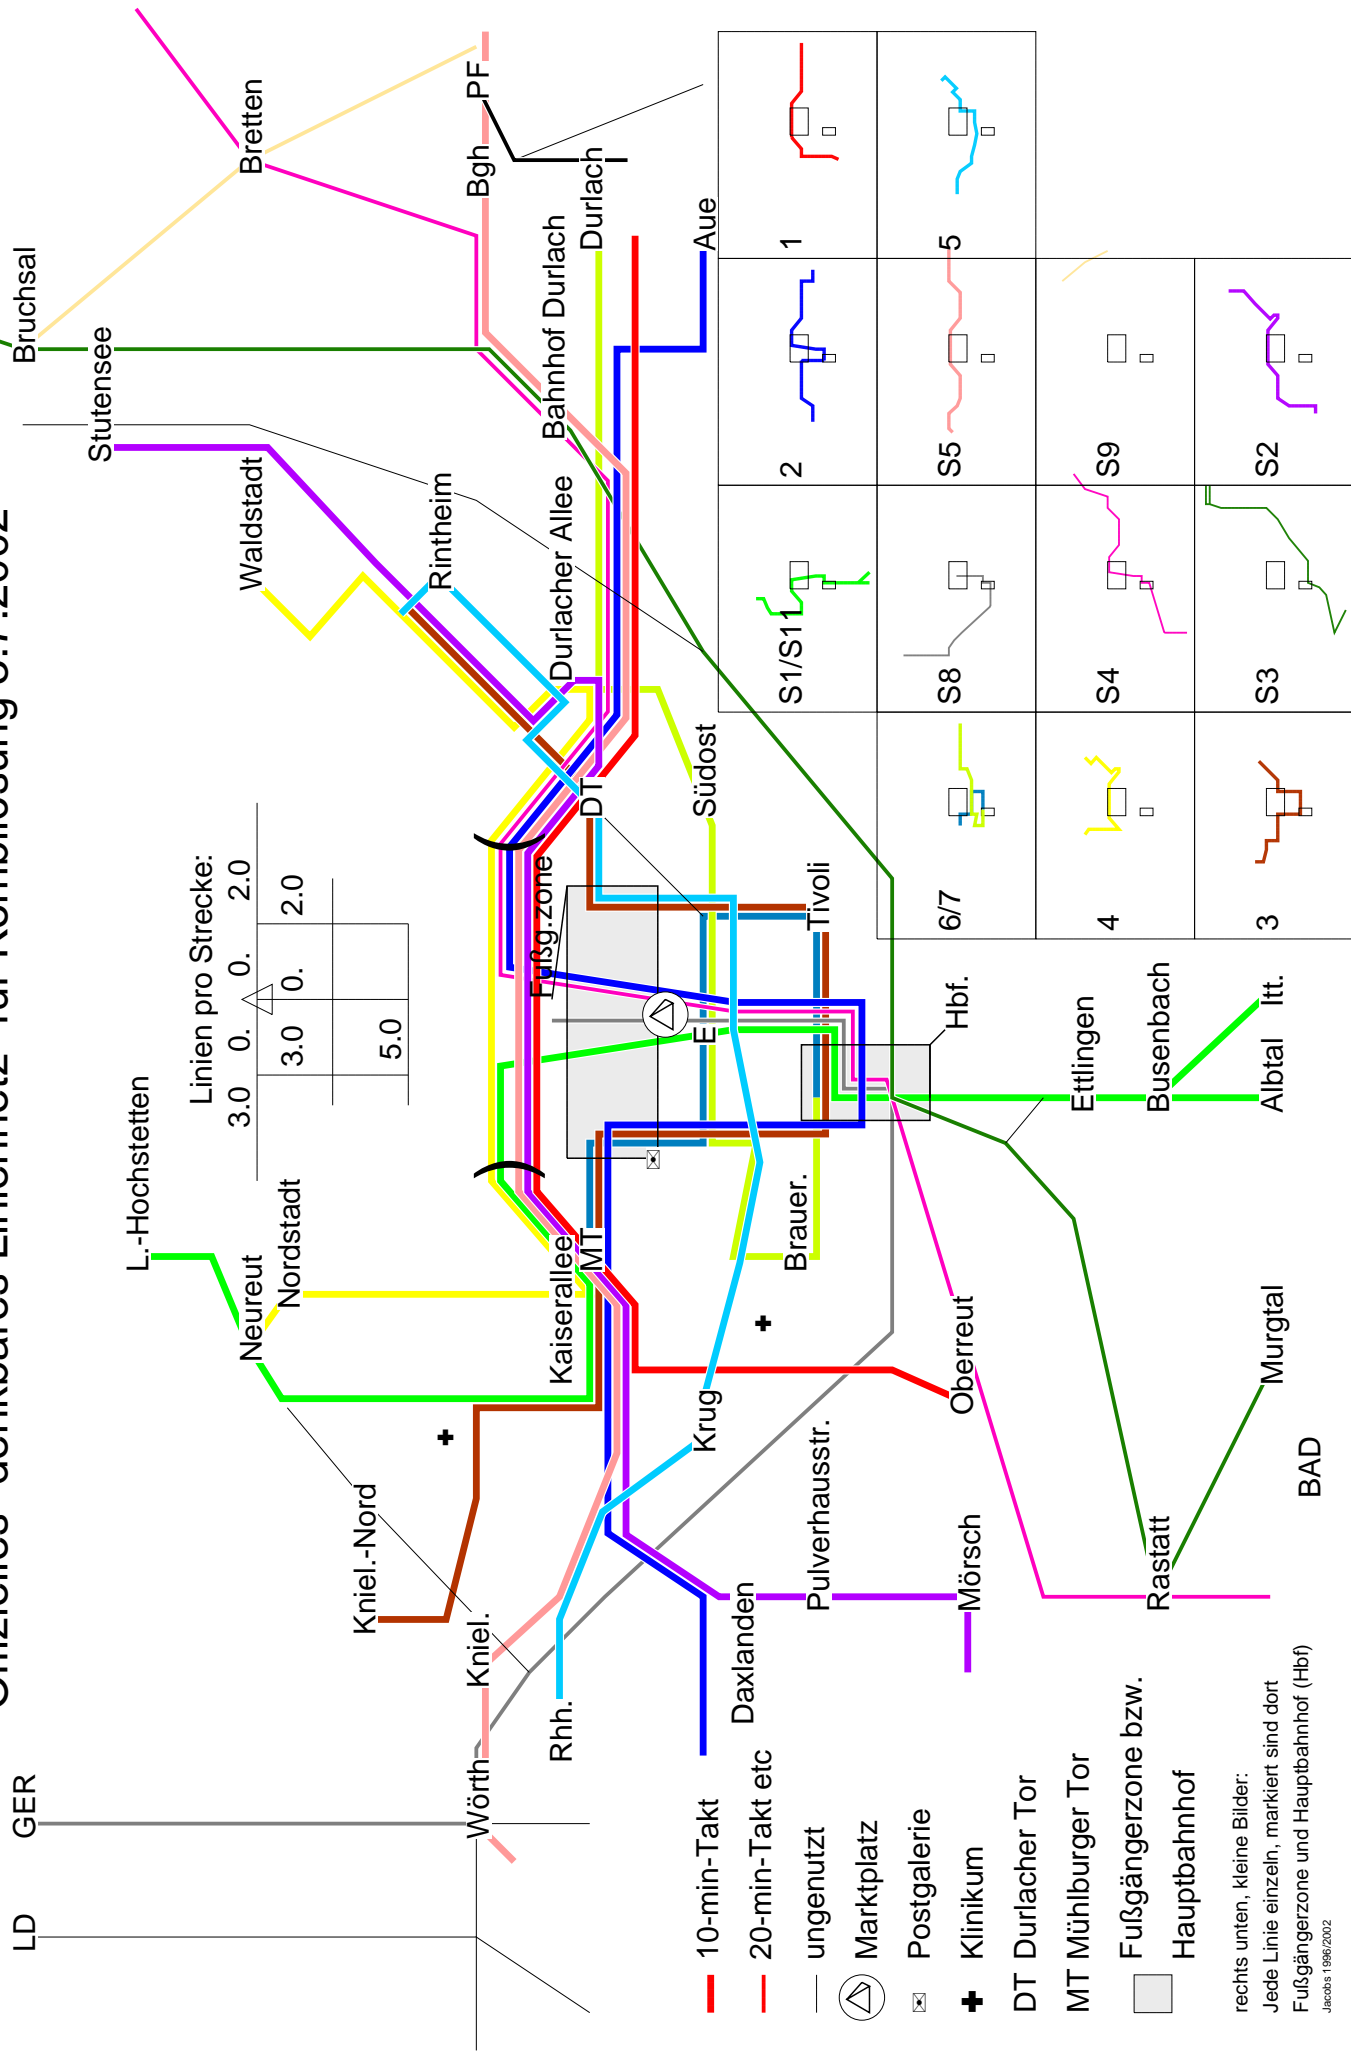 denkbares Liniennetz für Kombilösung
LD
GER
Bruchsal
Stutensee
L.-Hochstetten
Neureut
Nordstadt
Waldstadt
Bretten
Linien pro Strecke:
3.0 0. 0. 2.0
3.0 0. 2.0
5.0
Kniel.-Nord
Rintheim
Wörth
Kniel.
Bgh.
PF
Rhh.
Kaiserallee
Fußg.zone
Durlacher Allee
Bahnhof Durlach
MT
DT
Durlach
Krug
E
Südost
Aue
Daxlanden
Pulverhausstr.
Brauer.
Tivoli
Mörsch
Oberreut
Hbf.
Ettlingen
Rastatt
Busenbach
Murgtal
Albtal
Itt.
BAD
10-min-Takt
20-min-Takt etc
ungenutzt
Marktplatz
Postgalerie
Klinikum
DT Durlacher Tor
MT Mühlburger Tor
Fußgängerzone bzw.
Hauptbahnhof
rechts unten, kleine Bilder:
Jede Linie einzeln, markiert sind dort
Fußgängerzone und Hauptbahnhof (Hbf)
Jacobs 1996/2002
S1/S11
2
1
6/7
S8
S5
5
4
S4
S9
3
S3
S2